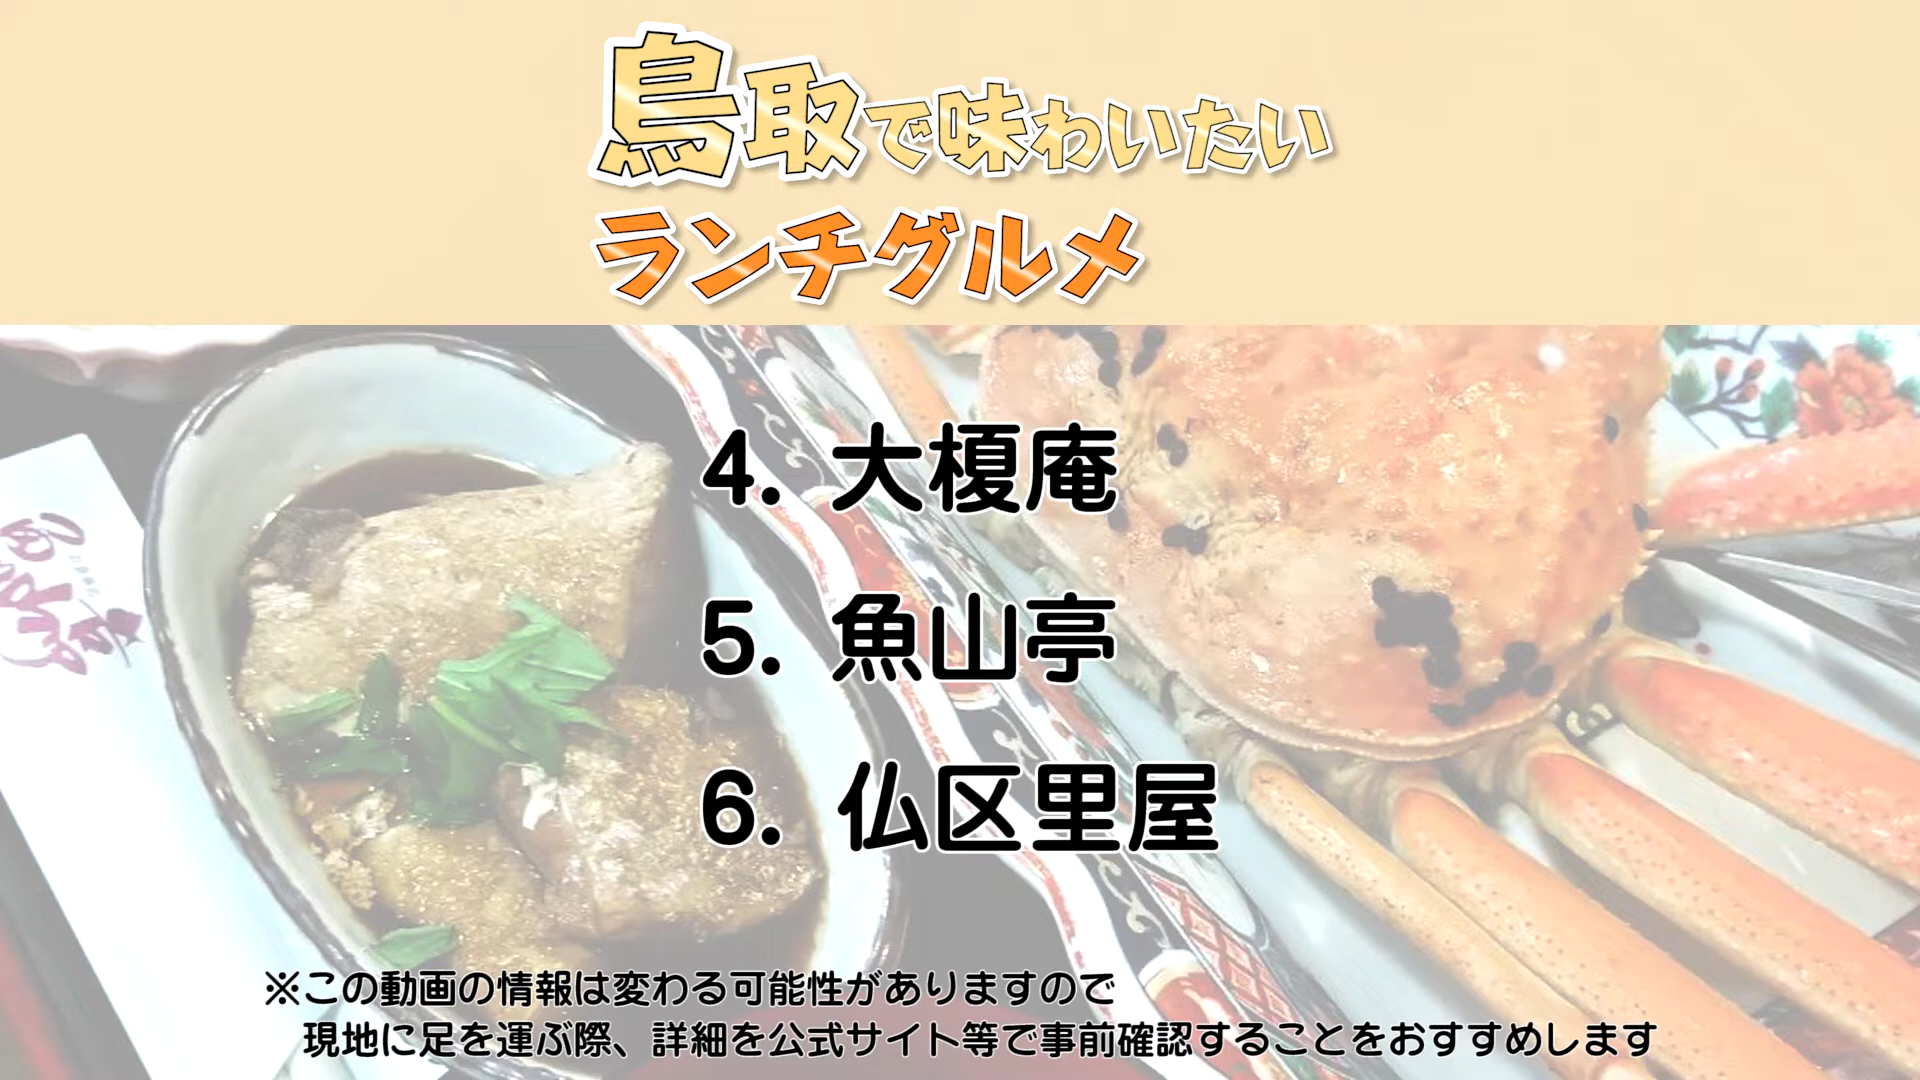 鳥取で味わいたい
ランチグルメ
4. 大榎庵
5. 魚山亭
6. 仏区里屋
※この動画の情報は変わる可能性がありますので
現地に足を運ぶ際、詳細を公式サイト等で事前確認することをおすすめします